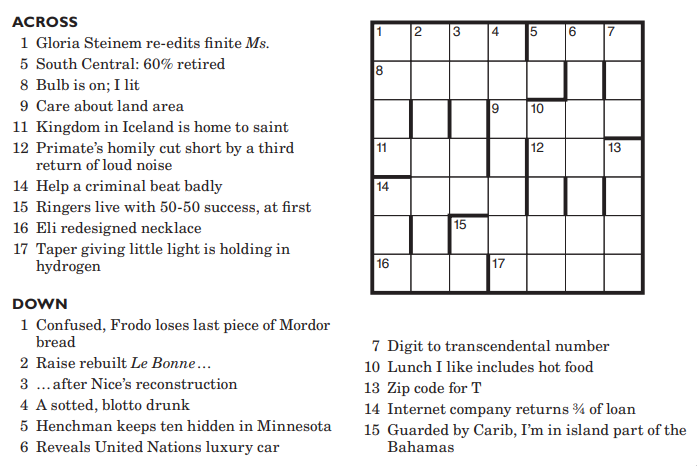 ACROSS
1 Gloria Steinem re-edits finite Ms.
5 South Central: 60% retired
8 Bulb is on; I lit
9 Care about land area
11 Kingdom in Iceland is home to saint
12 Primate's homily cut short by a third
return of loud noise
14 Help a criminal beat badly
15 Ringers live with 50-50 success, at first
16 Eli redesigned necklace
17 Taper giving little light is holding in
hydrogen
DOWN
1 Confused, Frodo loses last piece of Mordor
bread
2 Raise rebuilt Le Bonne…
3 …after Nice's reconstruction
4 A sotted, blotto drunk
5 Henchman keeps ten hidden in Minnesota
6 Reveals United Nations luxury car
1 2 3 4 5 6 7
8
9 10
11 12 13
14
15
16 17
7 Digit to transcendental number
10 Lunch I like includes hot food
13 Zip code for T
14 Internet company returns ¾ of loan
15 Guarded by Carib, I'm in island part of the
Bahamas